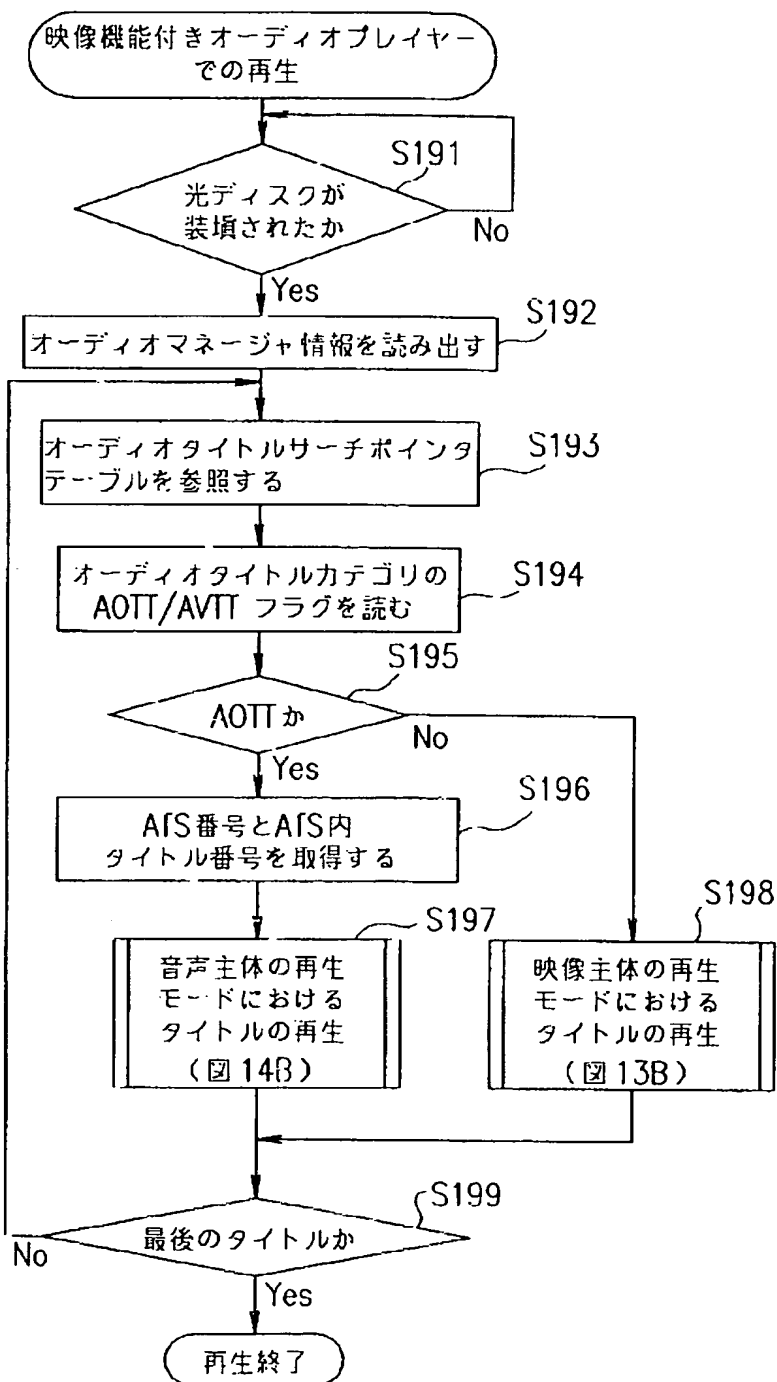 映像機能付きオーディオプレイヤー
での再生
S191
光ディスクが
装填されたか
No
Yes
S192
オーディオマネージャ情報を読み出す
S193
オーディオタイトルサーチポインタ
テーブルを参照する
S194
オーディオタイトルカテゴリの
AOTT/AVTT フラグを読む
S195
AOTTか
No
Yes
S196
ATS番号とATS内
タイトル番号を取得する
S197
音声主体の再生
モードにおける
タイトルの再生
(図14B)
S198
映像主体の再生
モードにおける
タイトルの再生
(図13B)
S199
最後のタイトルか
No
Yes
再生終了